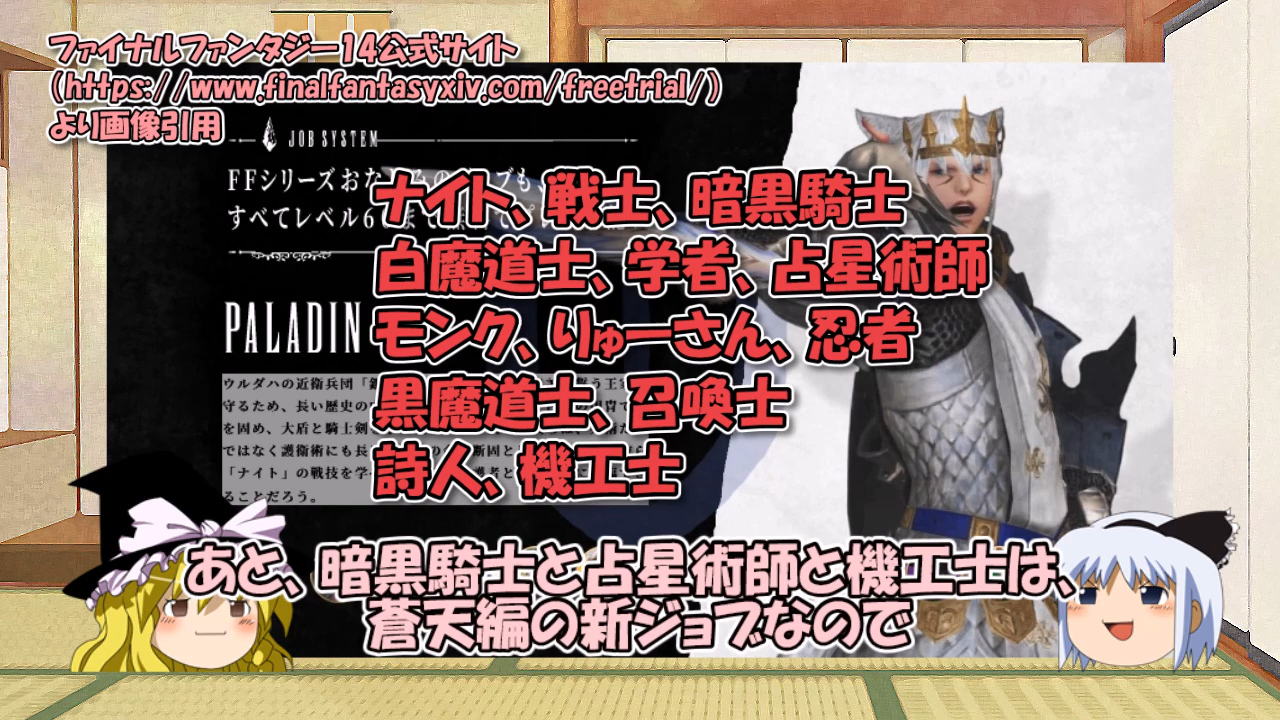 ファイナルファンタジー14公式サイト
(https://www.finalfantasyxiv.com/freetrial/)
より画像引用
JOB SYSTEM
FFシリーズおな
すべてレベル6
ナイト、戦士、暗黒騎士
白魔道士、学者、占星術師
PALADIN
モンク、りゅーさん、忍者
黒魔道士、召喚士
詩人、機工士
ウルダハの近衛兵団
守るため、長い歴史の
を固め、大盾と騎士剣
ではなく護衛術にも長
「ナイト」の戦技を学
ることだろう。
あと、暗黒騎士と占星術師と機工士は、
蒼天編の新ジョブなので